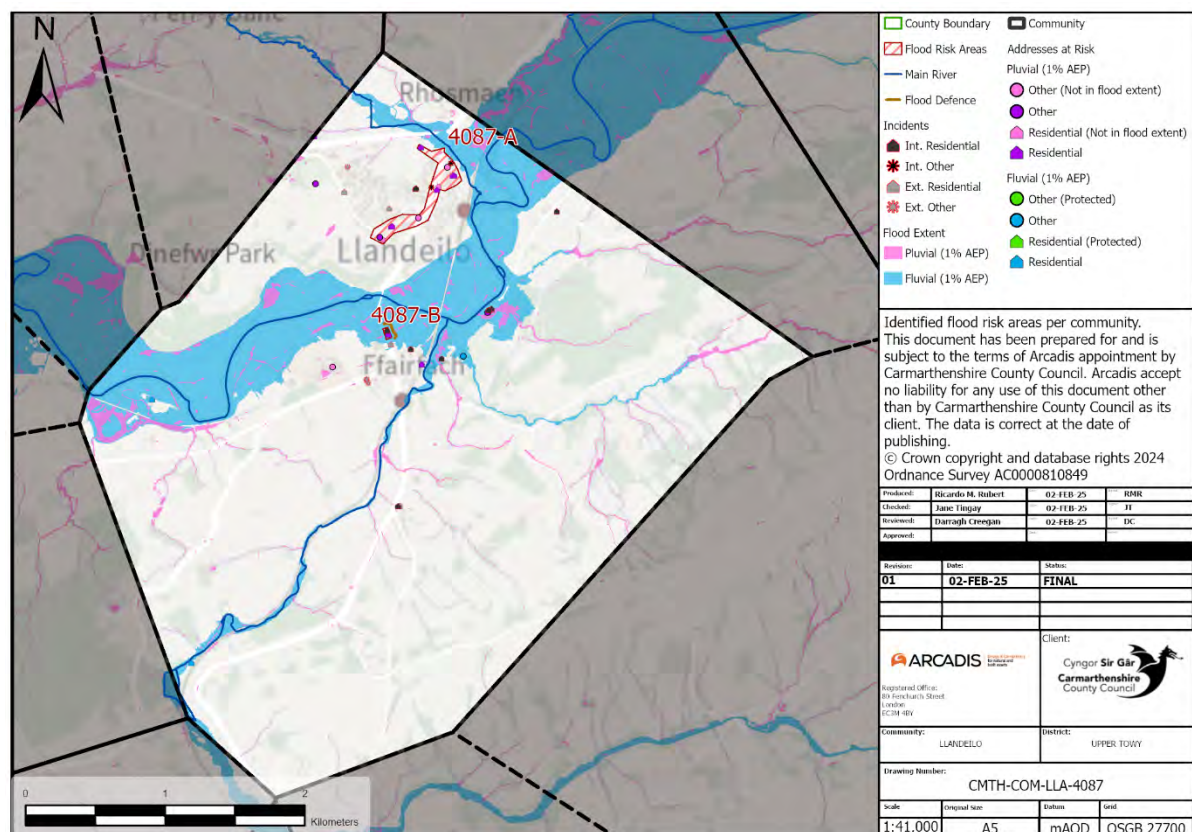 N
Rhosmaen
4087-A
Dinefwr Park
Llandeilo
4087-B
0
1
2
Kilometers
County Boundary
Community
Flood Risk Areas
Main River
Flood Defence
Incidents
Int. Residential
Int. Other
Ext. Residential
Ext. Other
Flood Extent
Pluvial (1% AEP)
Fluvial (1% AEP)
Addresses at Risk
Pluvial (1% AEP)
Other (Not in flood extent)
Other
Residential (Not in flood extent)
Residential
Fluvial (1% AEP)
Other (Protected)
Other
Residential (Protected)
Residential
Identified flood risk areas per community.
This document has been prepared for and is
subject to the terms of Arcadis appointment by
Carmarthenshire County Council. Arcadis accept
no liability for any use of this document other
than by Carmarthenshire County Council as its
client. The data is correct at the date of
publishing.
© Crown copyright and database rights 2024
Ordnance Survey AC0000810849
Produced: Ricardo M. Rubert 02-FEB-25 RMR
Checked: Jane Tingay 02-FEB-25 JT
Reviewed: Darragh Creegan 02-FEB-25 DC
Approved:
Revision: Date: Status:
01 02-FEB-25 FINAL
ARCADIS
Registered Office:
80 Fenchurch Street
London
EC3M 4BY
Client:
Cyngor Sir Gâr
Carmarthenshire
County Council
Community:
LLANDEILO
District:
UPPER TOWY
Drawing Number:
CMTH-COM-LLA-4087
Scale Original Size Datum Grid
1:41,000 A5 mAOD OSGB 27700